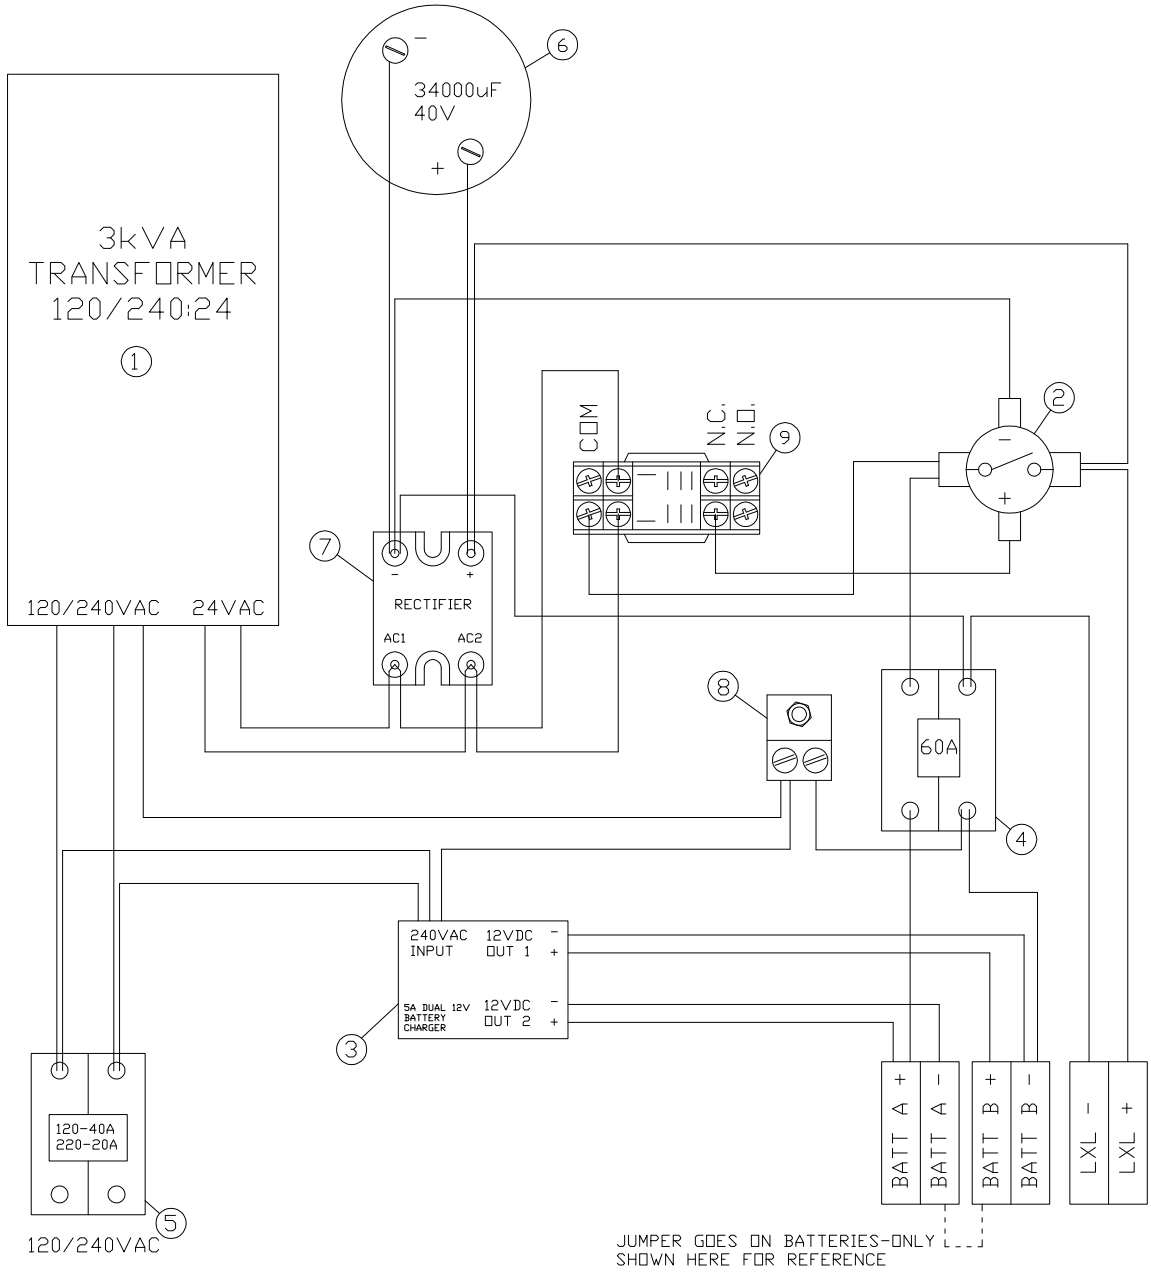 −
6
34000uF
40V
+
3kVA
TRANSFORMER
120/240:24
1
120/240VAC
24VAC
COM
N.C.
N.O.
9
2
−
+
7
− +
RECTIFIER
AC1 AC2
8
60A
4
240VAC
INPUT
12VDC −
OUT 1 +
5A DUAL 12V
BATTERY
CHARGER
12VDC −
OUT 2 +
3
120-40A
220-20A
5
120/240VAC
BATT A +
BATT A −
BATT B +
BATT B −
LXL −
LXL +
JUMPER GOES ON BATTERIES-ONLY
SHOWN HERE FOR REFERENCE